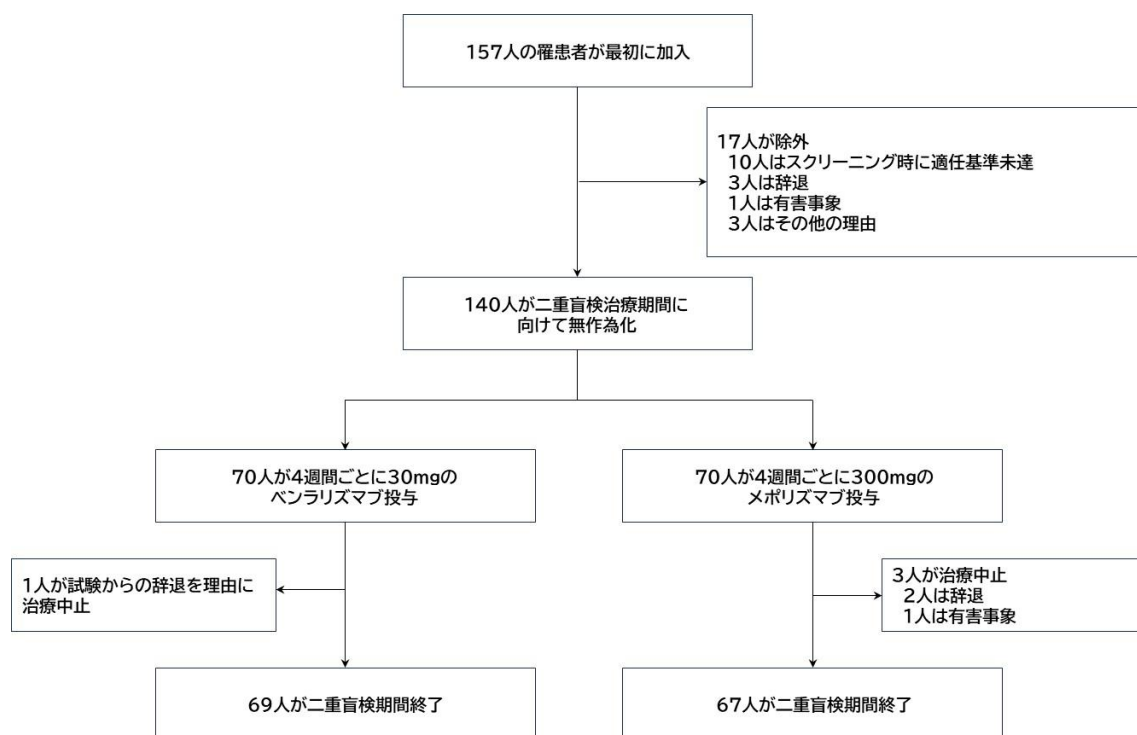 157人の罹患者が最初に加入
17人が除外
10人はスクリーニング時に適任基準未達
3人は辞退
1人は有害事象
3人はその他の理由
140人が二重盲検治療期間に
向けて無作為化
70人が4週間ごとに30mgの
ベンラリズマブ投与
70人が4週間ごとに300mgの
メポリズマブ投与
1人が試験からの辞退を理由に
治療中止
3人が治療中止
2人は辞退
1人は有害事象
69人が二重盲検期間終了
67人が二重盲検期間終了